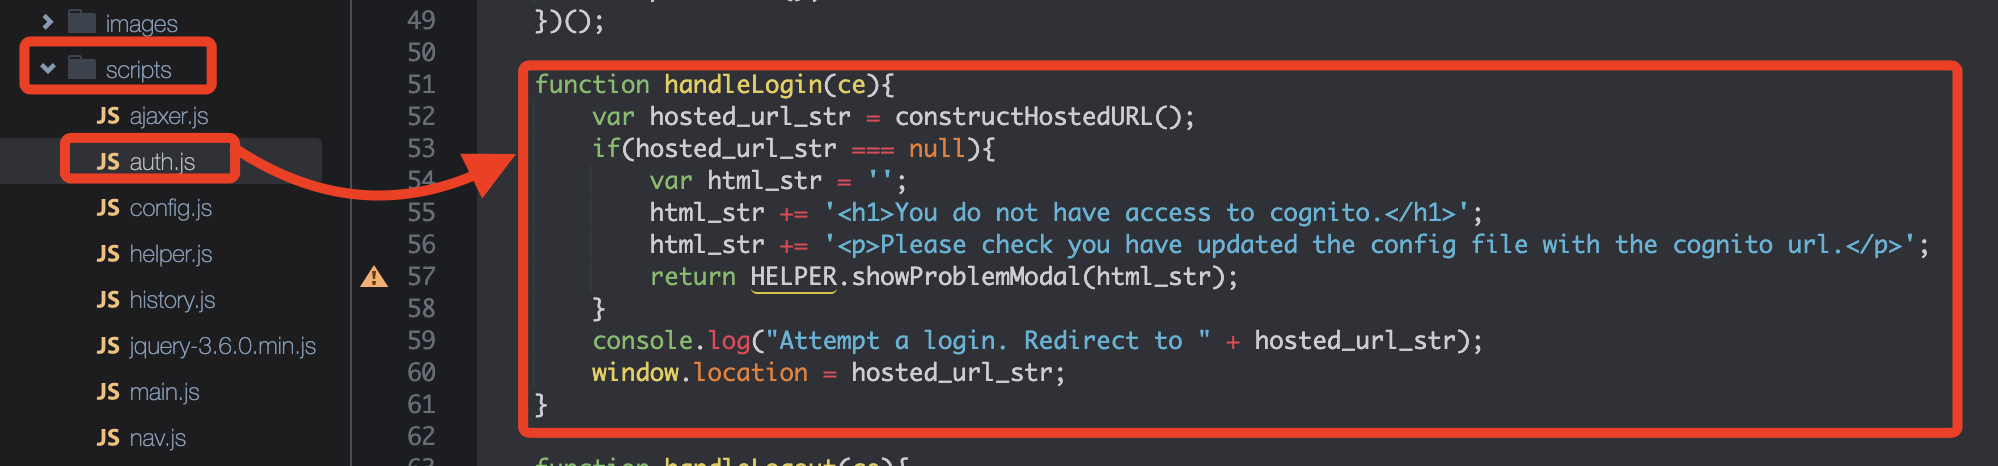 images
scripts
JS ajaxer.js
JS auth.js
JS config.js
JS helper.js
JS history.js
JS jquery-3.6.0.min.js
JS main.js
JS nav.js
49 })();
50
51 function handleLogin(ce){
52 var hosted_url_str = constructHostedURL();
53 if(hosted_url_str === null){
54 var html_str = '';
55 html_str += '<h1>You do not have access to cognito.</h1>';
56 html_str += '<p>Please check you have updated the config file with the cognito url.</p>';
57 return HELPER.showProblemModal(html_str);
58 }
59 console.log("Attempt a login. Redirect to " + hosted_url_str);
60 window.location = hosted_url_str;
61 }
62
63 function handleLogout(ce){